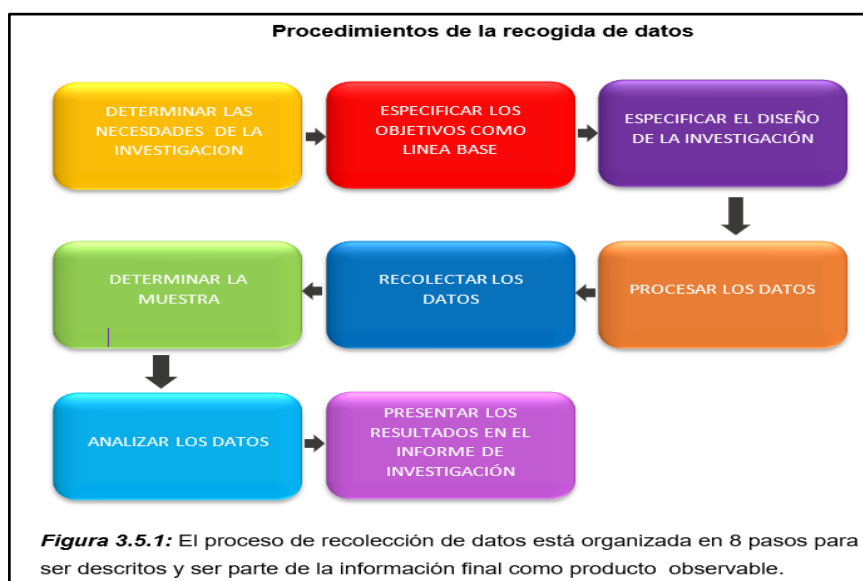 Procedimientos de la recogida de datos
DETERMINAR LAS
NECESDADES DE LA
INVESTIGACION
ESPECIFICAR LOS
OBJETIVOS COMO
LINEA BASE
ESPECIFICAR EL DISEÑO
DE LA INVESTIGACIÓN
PROCESAR LOS DATOS
RECOLECTAR LOS
DATOS
DETERMINAR LA
MUESTRA
ANALIZAR LOS DATOS
PRESENTAR LOS
RESULTADOS EN EL
INFORME DE
INVESTIGACIÓN
Figura 3.5.1: El proceso de recolección de datos está organizada en 8 pasos para
ser descritos y ser parte de la información final como producto observable.